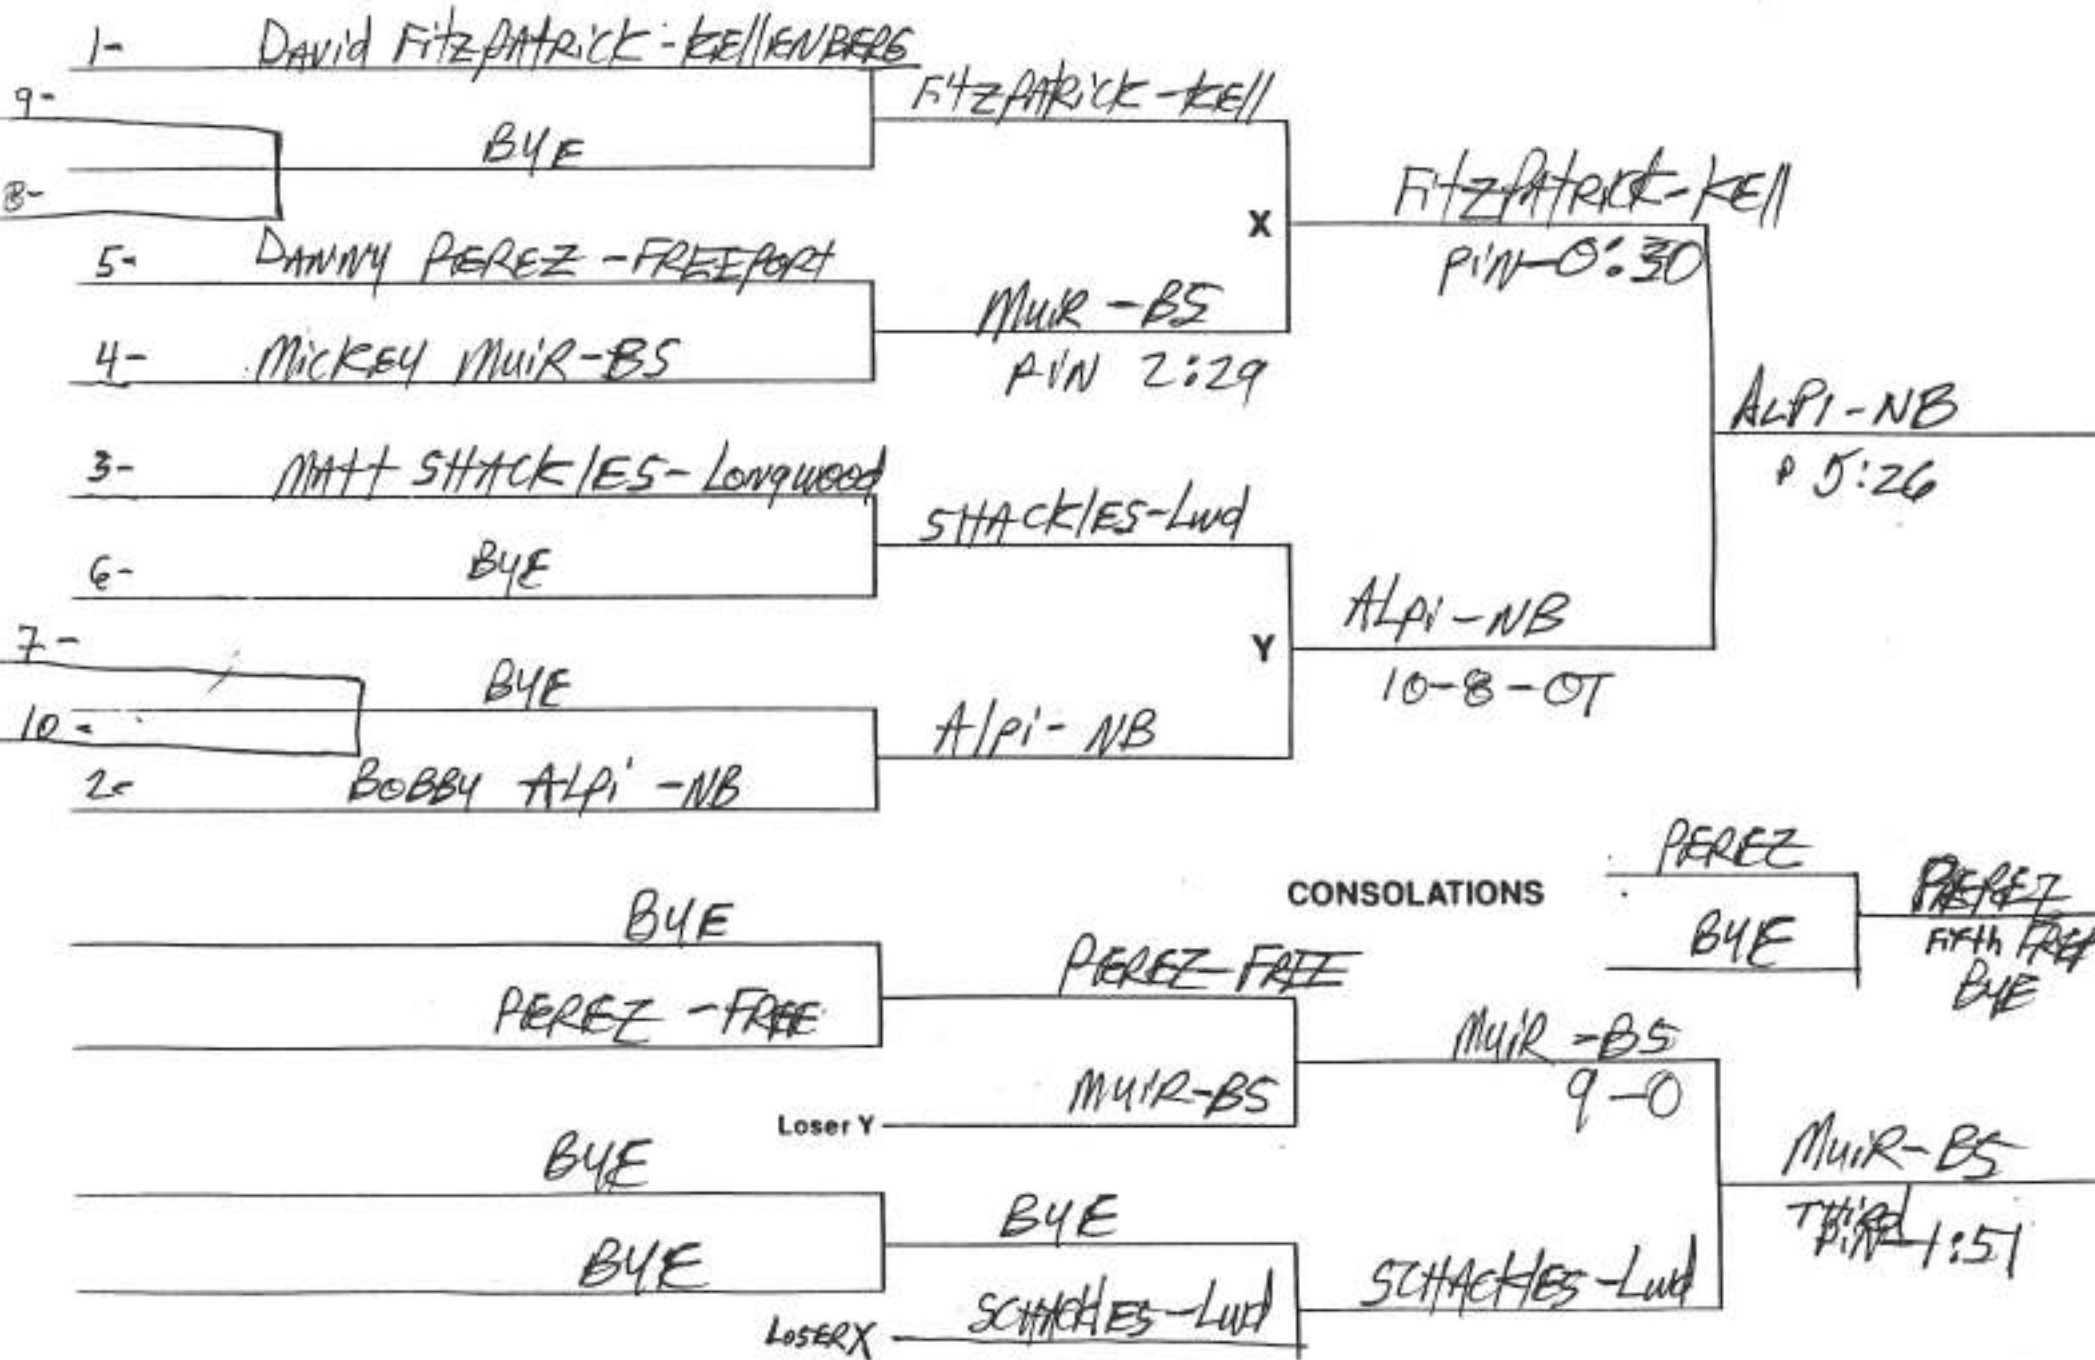 1- DAVid FitzPAtRiCK-KEllENBERG
FitzPAtRiCK-KEll
9-
BYE
8-
FitzPAtRiCK-KEll
X
PiN-0:30
5- DANNY PEREZ-FREEPORt
MuiR-BS
4- MiCKEY MuiR-BS
PiN 2:29
ALPi-NB
P 5:26
3- MAtt SHACKlES-Longwood
SHACKlES-Lwd
6- BYE
ALPi-NB
Y
10-8-OT
7-
BYE
10-
Alpi-NB
2- BOBBY ALPi-NB
PEREZ
CONSOLATIONS
PEREZ
BYE
BYE
Fifth FREE
BYE
PEREZ-FREE
PEREZ-FREE
MuiR-BS
9-0
MuiR-BS
Loser Y
MuiR-BS
BYE
THiRd
PiN-1:51
BYE
BYE
SCHACKlES-Lwd
SCHACKlES-Lwd
LOSER X